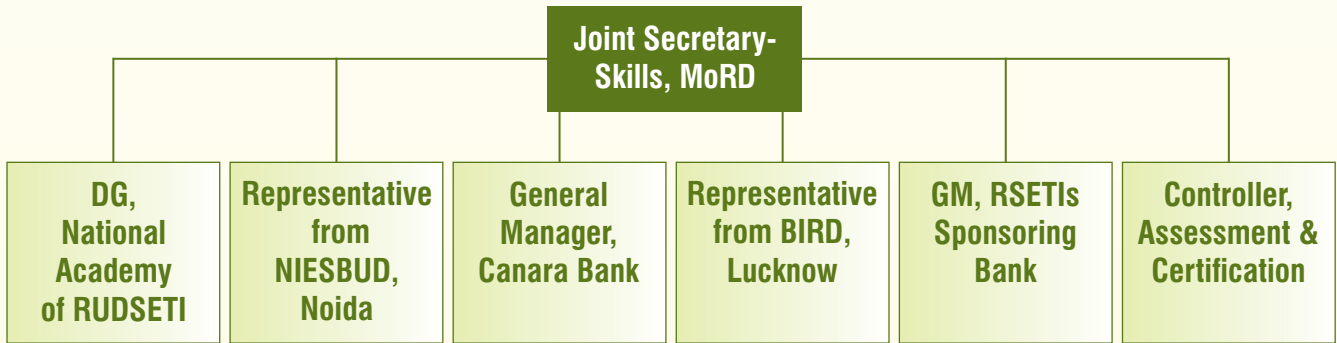 Joint Secretary-
Skills, MoRD
DG,
National
Academy
of RUDSETI
Representative
from
NIESBUD,
Noida
General
Manager,
Canara Bank
Representative
from BIRD,
Lucknow
GM, RSETIs
Sponsoring
Bank
Controller,
Assessment &
Certification